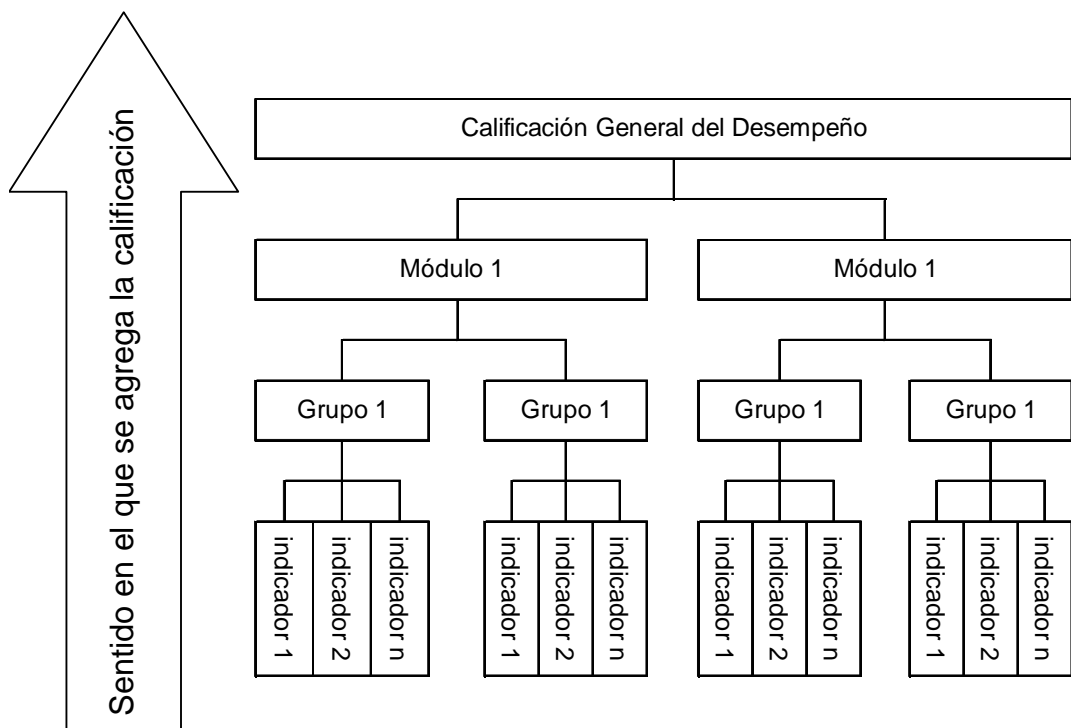 Sentido en el que se agrega la calificación
Calificación General del Desempeño
Módulo 1
Módulo 1
Grupo 1
Grupo 1
Grupo 1
Grupo 1
indicador 1
indicador 2
indicador n
indicador 1
indicador 2
indicador n
indicador 1
indicador 2
indicador n
indicador 1
indicador 2
indicador n